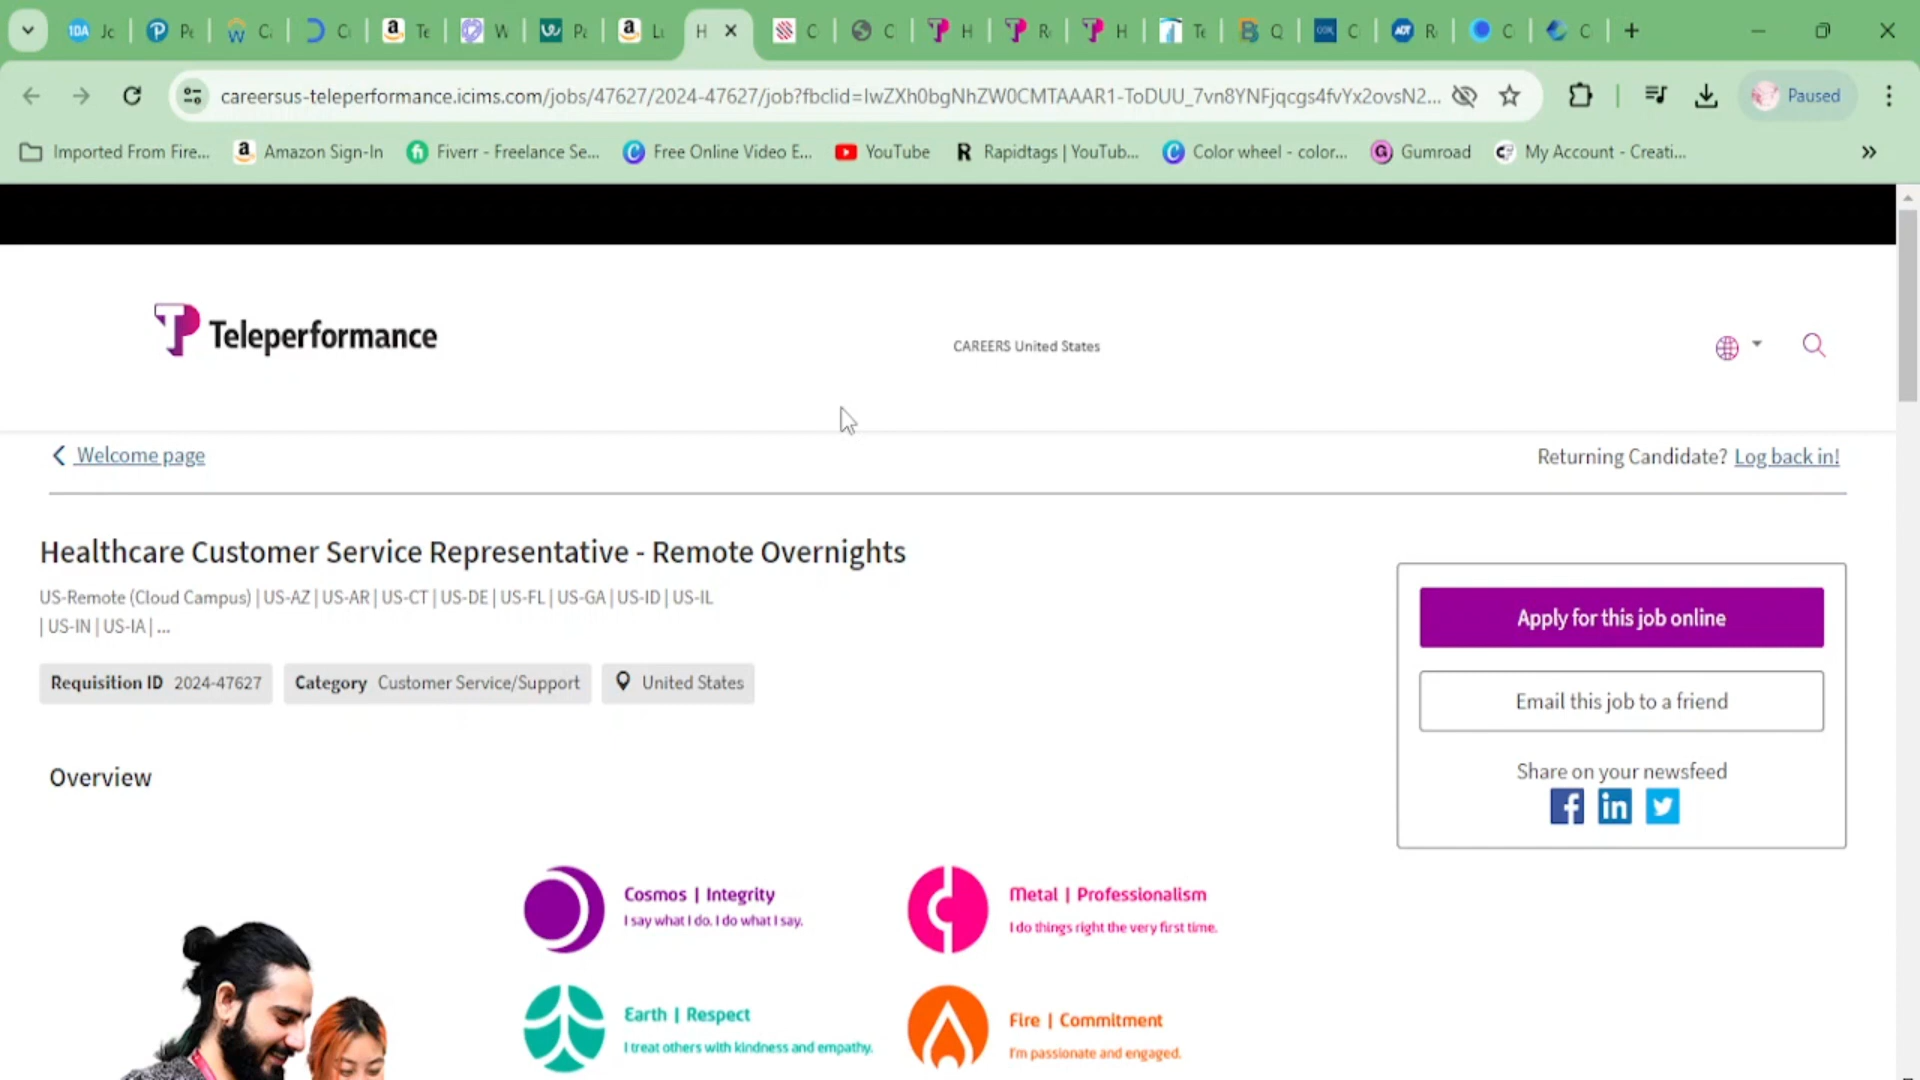 Jc Pe C C Te W Pa Lu H C C H R H Te Q C R C C
careersus-teleperformance.icims.com/jobs/47627/2024-47627/job?fbclid=IwZXh0bgNhZW0CMTAAAR1-ToDUU_7vn8YNFjqcgs4fvYx2ovsN2... Paused
Imported From Fire... Amazon Sign-In Fiverr - Freelance Se... Free Online Video E... YouTube Rapidtags | YouTub... Color wheel - color... Gumroad My Account - Creati... »
Teleperformance
CAREERS United States
Welcome page
Returning Candidate? Log back in!
Healthcare Customer Service Representative - Remote Overnights
US-Remote (Cloud Campus) | US-AZ | US-AR | US-CT | US-DE | US-FL | US-GA | US-ID | US-IL
| US-IN | US-IA | ...
Requisition ID 2024-47627 Category Customer Service/Support United States
Apply for this job online
Email this job to a friend
Share on your newsfeed
Overview
Cosmos | Integrity
I say what I do. I do what I say.
Metal | Professionalism
I do things right the very first time.
Earth | Respect
I treat others with kindness and empathy.
Fire | Commitment
I'm passionate and engaged.